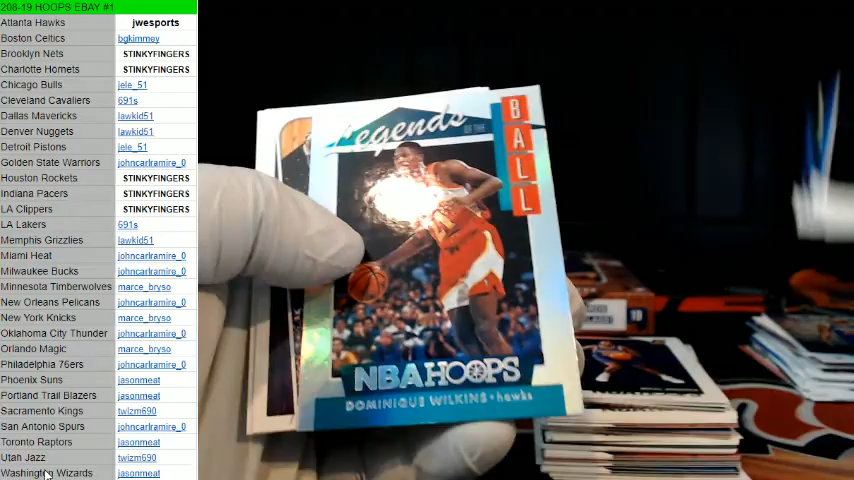 208-19 HOOPS EBAY #1
Atlanta Hawks jwesports
Boston Celtics bgkimmey
Brooklyn Nets STINKYFINGERS
Charlotte Hornets STINKYFINGERS
Chicago Bulls jele_51
Cleveland Cavaliers 691s
Dallas Mavericks lawkid51
Denver Nuggets lawkid51
Detroit Pistons jele_51
Golden State Warriors johncarlramire_0
Houston Rockets STINKYFINGERS
Indiana Pacers STINKYFINGERS
LA Clippers STINKYFINGERS
LA Lakers 691s
Memphis Grizzlies lawkid51
Miami Heat johncarlramire_0
Milwaukee Bucks johncarlramire_0
Minnesota Timberwolves marce_bryso
New Orleans Pelicans johncarlramire_0
New York Knicks marce_bryso
Oklahoma City Thunder johncarlramire_0
Orlando Magic marce_bryso
Philadelphia 76ers johncarlramire_0
Phoenix Suns jasonmeat
Portland Trail Blazers jasonmeat
Sacramento Kings twizm690
San Antonio Spurs johncarlramire_0
Toronto Raptors jasonmeat
Utah Jazz twizm690
Washington Wizards jasonmeat
Legends OF THE
BALL
NBA HOOPS
DOMINIQUE WILKINS • hawks